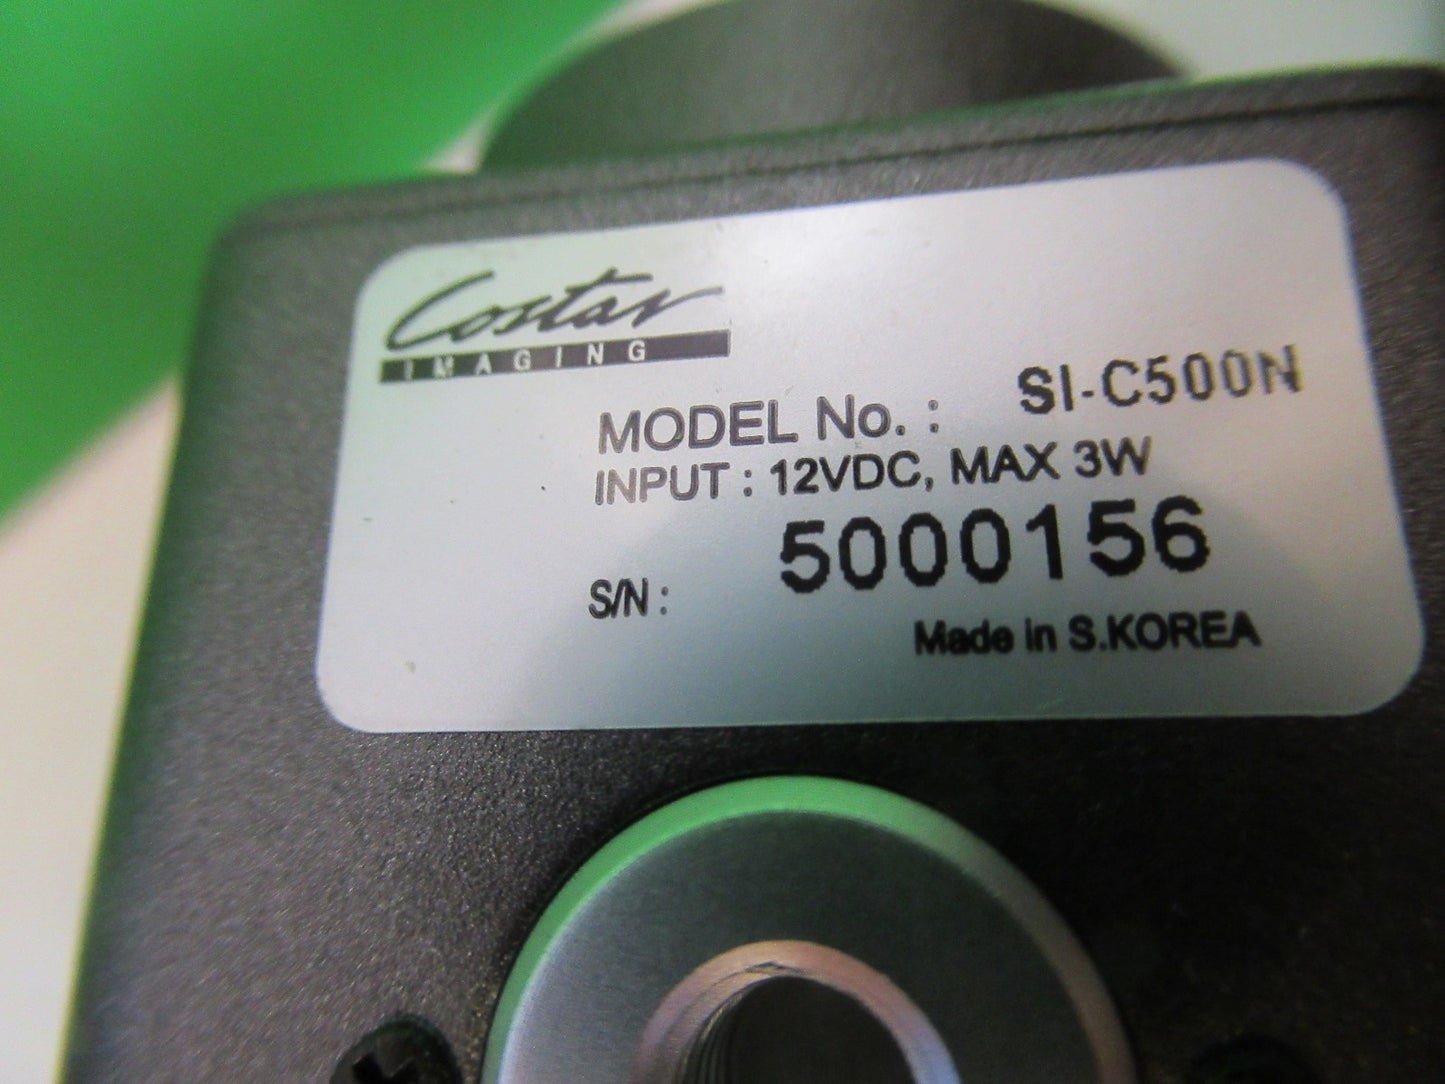 Costar
IMAGING
MODEL No. : SI-C500N
INPUT : 12VDC, MAX 3W
S/N : 5000156
Made in S.KOREA